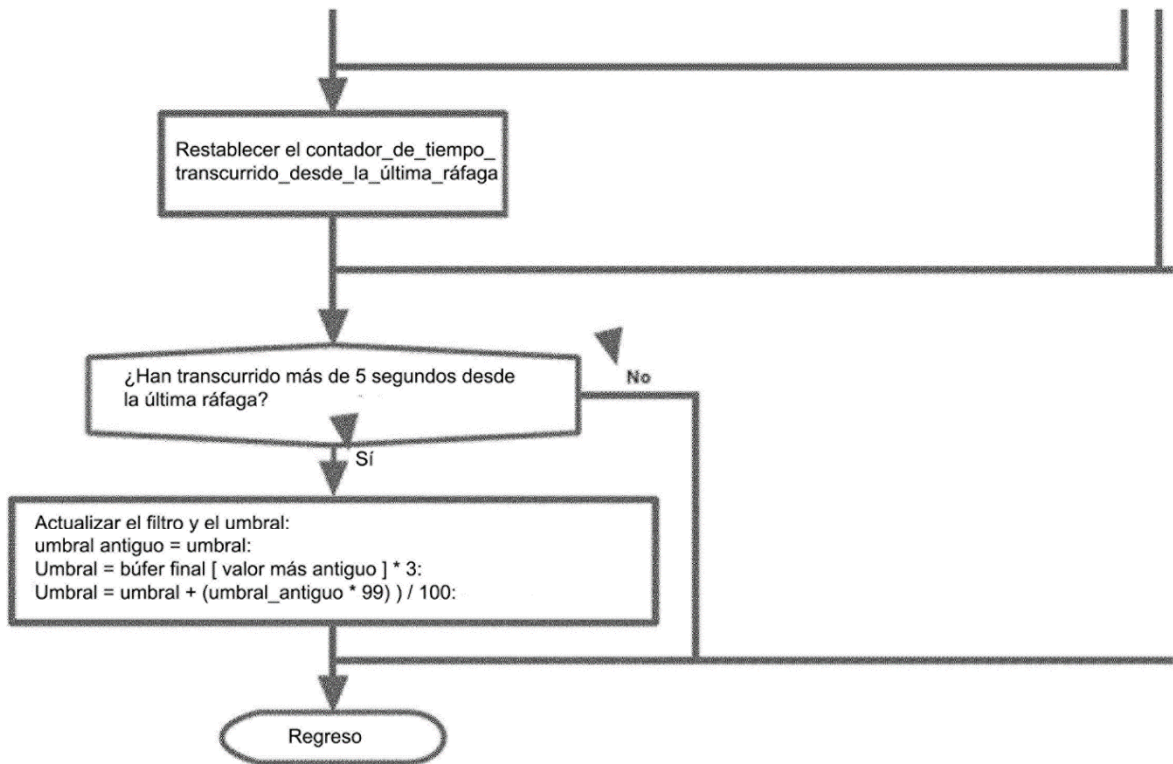 Restablecer el contador_de_tiempo_
transcurrido_desde_la_última_ráfaga
¿Han transcurrido más de 5 segundos desde
la última ráfaga?
No
Sí
Actualizar el filtro y el umbral:
umbral antiguo = umbral:
Umbral = búfer final [ valor más antiguo ] * 3:
Umbral = umbral + (umbral_antiguo * 99) ) / 100:
Regreso